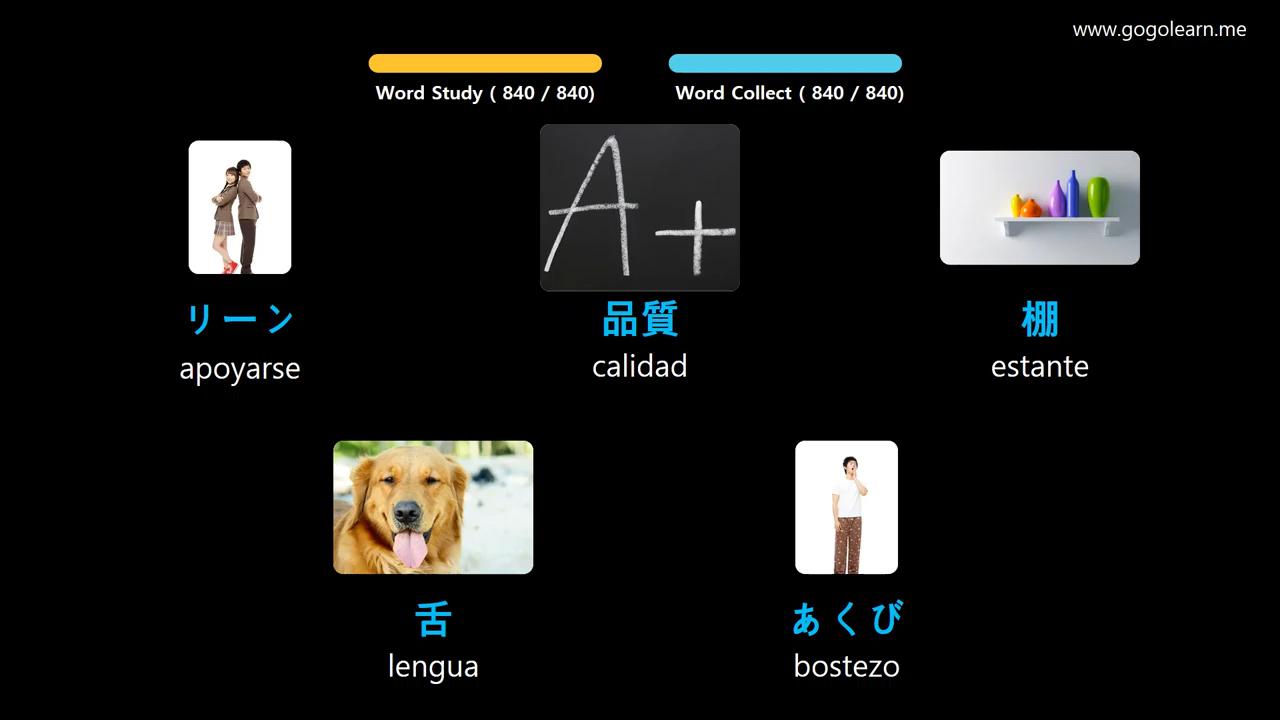 www.gogolearn.me
Word Study ( 840 / 840)
Word Collect ( 840 / 840)
A+
リーン
apoyarse
品質
calidad
棚
estante
舌
lengua
あくび
bostezo